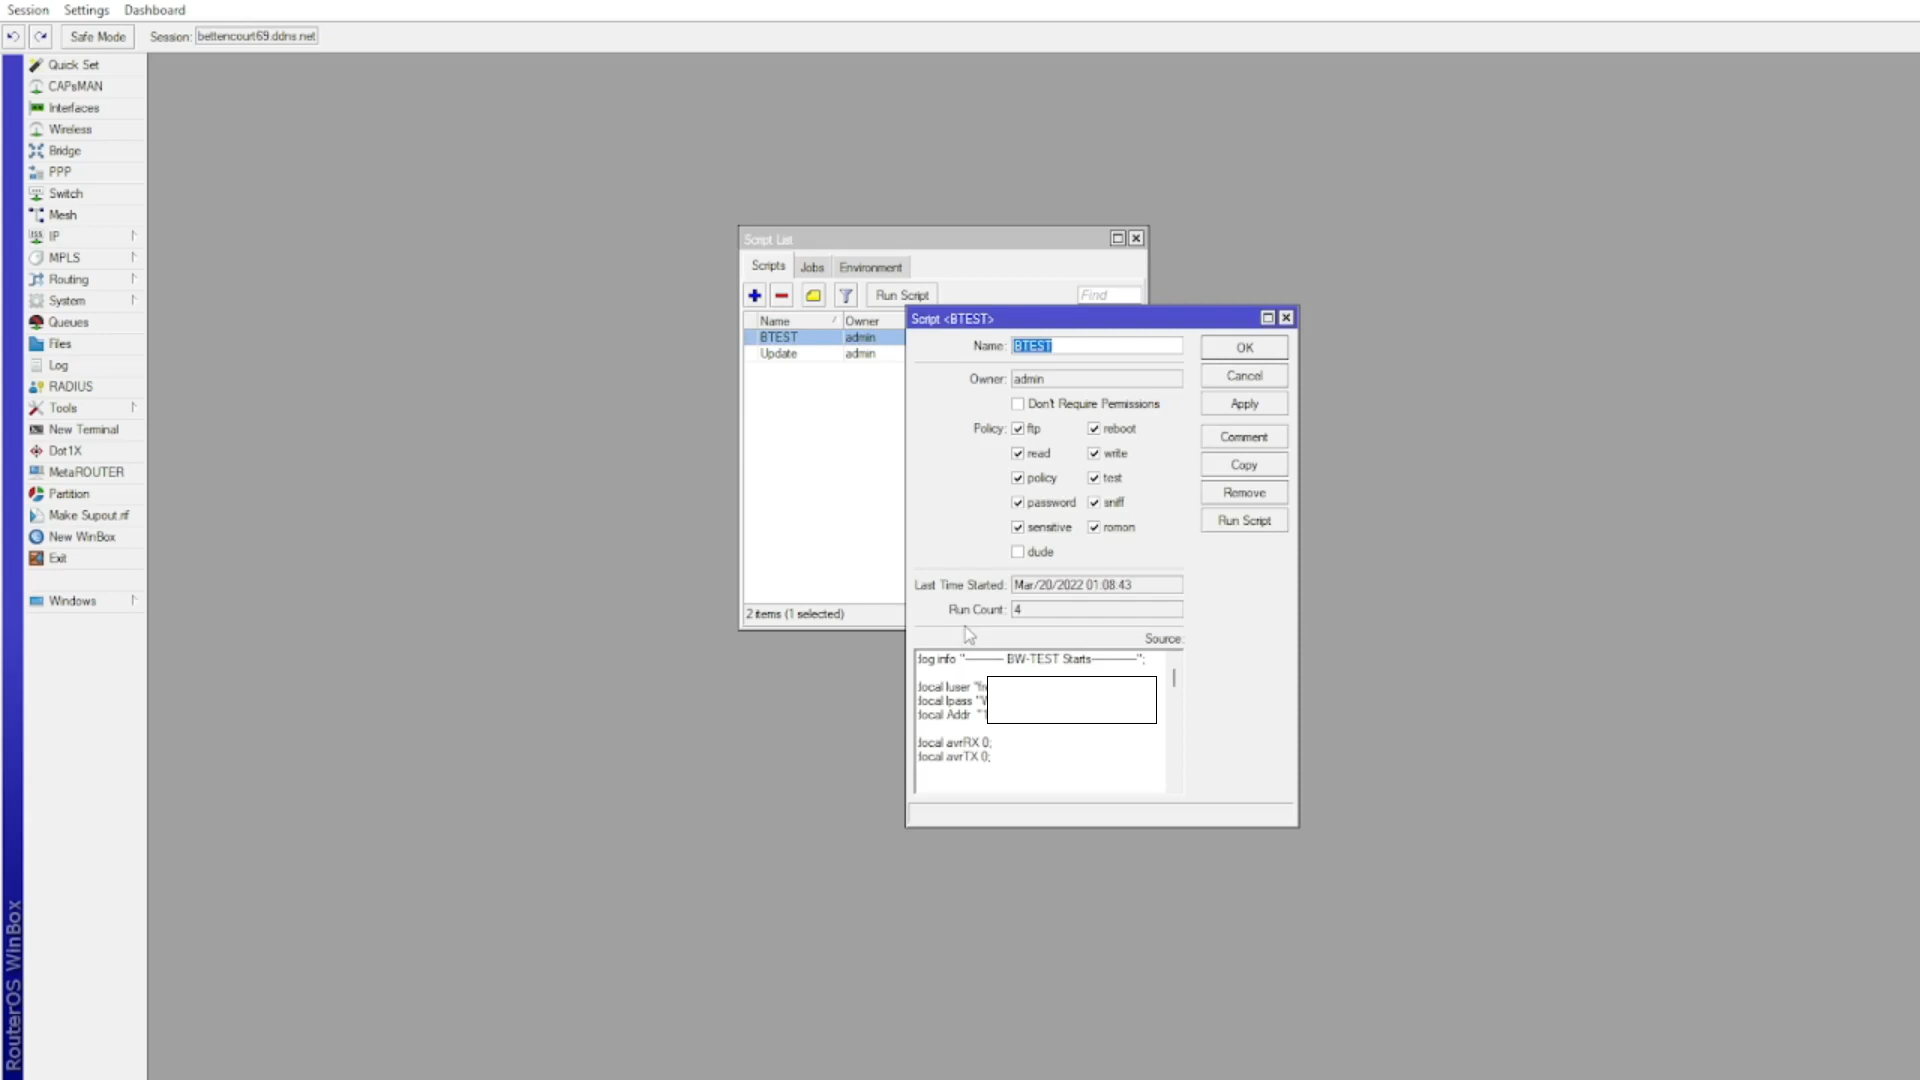 Session Settings Dashboard
Safe Mode Session: bettencourt69.ddns.net
Quick Set
CAPsMAN
Interfaces
Wireless
Bridge
PPP
Switch
Mesh
IP
MPLS
Routing
System
Queues
Files
Log
RADIUS
Tools
New Terminal
Dot1X
MetaROUTER
Partition
Make Supout.rif
New WinBox
Exit
Windows
RouterOS WinBox
Script List
Scripts Jobs Environment
Run Script Find
Name Owner
BTEST admin
Update admin
2 items (1 selected)
Script <BTEST>
Name: BTEST
Owner: admin
Don't Require Permissions
Policy: ftp reboot
read write
policy test
password sniff
sensitive romon
dude
Last Time Started: Mar/20/2022 01:08:43
Run Count: 4
Source:
:log info "———— BW-TEST Starts————";
:local luser
:local lpass
:local Addr
:local avrRX 0;
:local avrTX 0;
OK
Cancel
Apply
Comment
Copy
Remove
Run Script